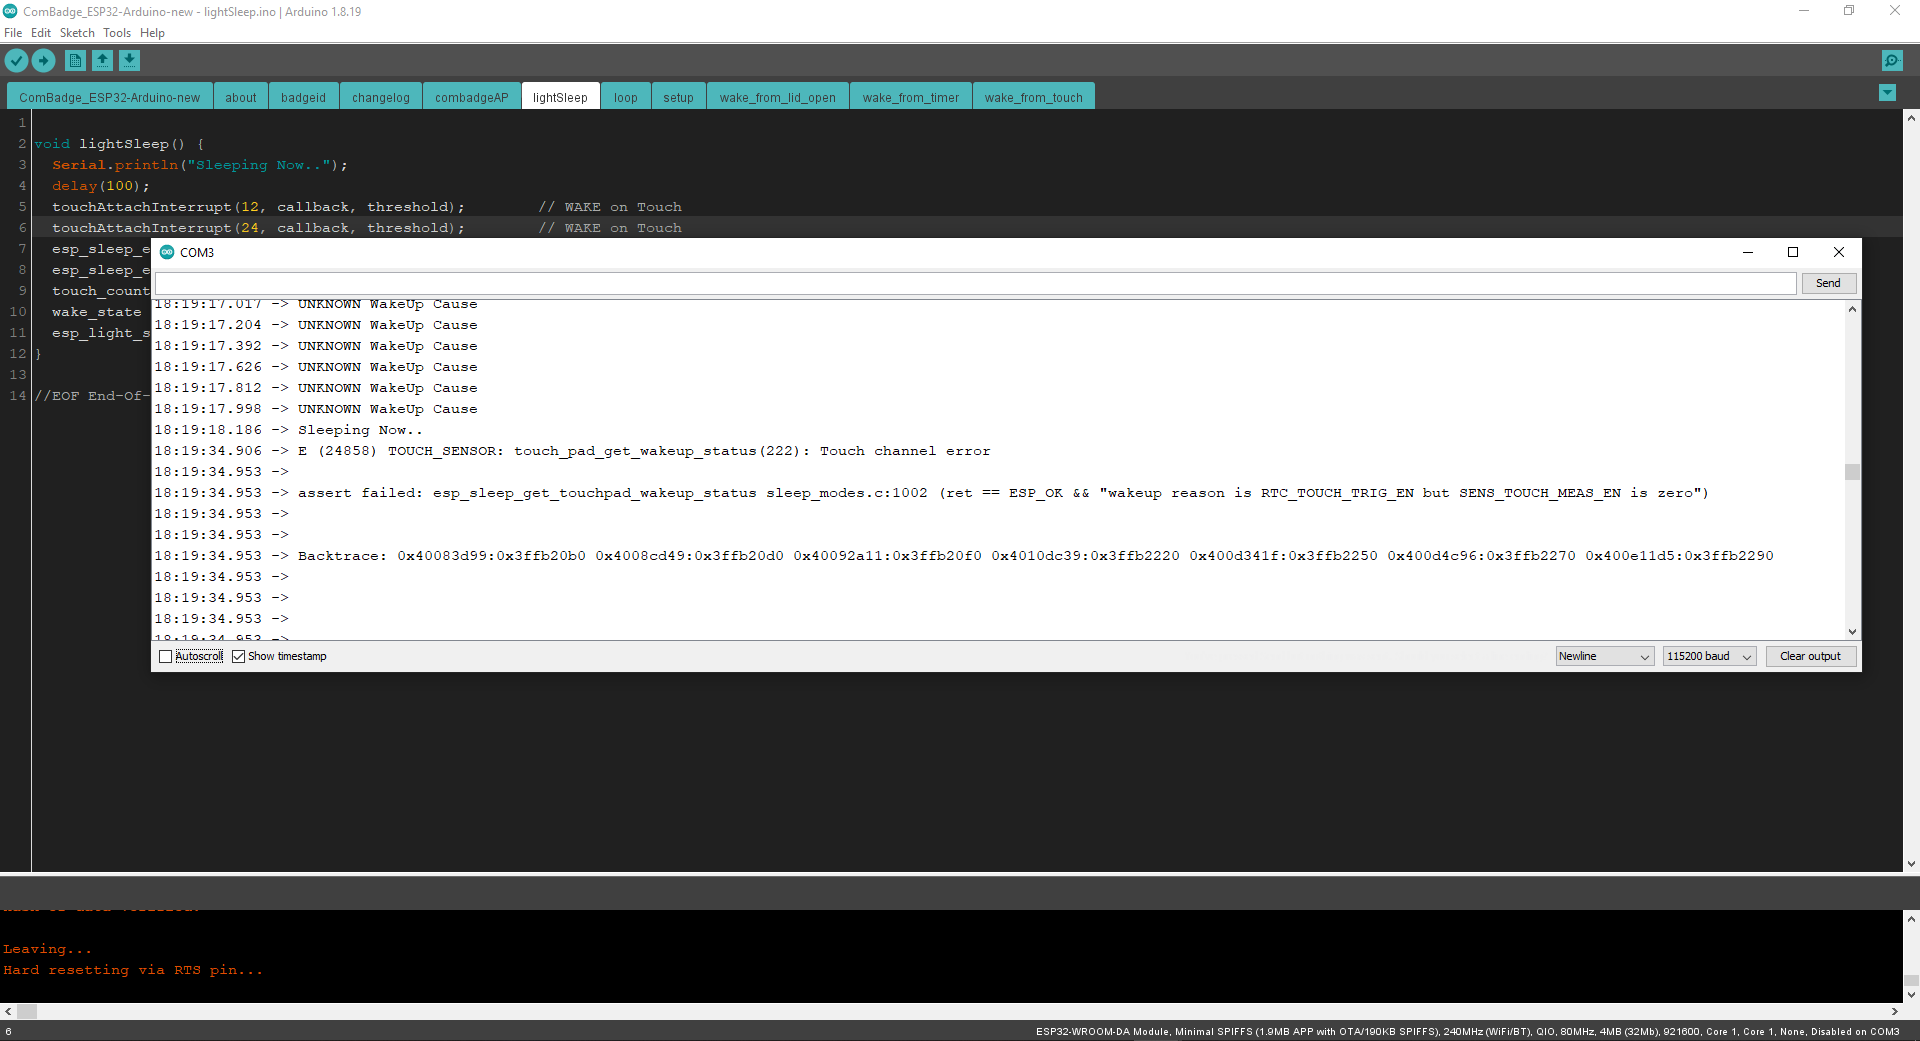 ComBadge_ESP32-Arduino-new - lightSleep.ino | Arduino 1.8.19
File Edit Sketch Tools Help
ComBadge_ESP32-Arduino-new about badgeid changelog combadgeAP lightSleep loop setup wake_from_lid_open wake_from_timer wake_from_touch
1
2 void lightSleep() {
3 Serial.println("Sleeping Now..");
4 delay(100);
5 touchAttachInterrupt(12, callback, threshold); // WAKE on Touch
6 touchAttachInterrupt(24, callback, threshold); // WAKE on Touch
7 esp_sleep_e
8 esp_sleep_e
9 touch_count
10 wake_state
11 esp_light_s
12 }
13
14 //EOF End-Of-
COM3
Send
18:19:17.017 -> UNKNOWN WakeUp Cause
18:19:17.204 -> UNKNOWN WakeUp Cause
18:19:17.392 -> UNKNOWN WakeUp Cause
18:19:17.626 -> UNKNOWN WakeUp Cause
18:19:17.812 -> UNKNOWN WakeUp Cause
18:19:17.998 -> UNKNOWN WakeUp Cause
18:19:18.186 -> Sleeping Now..
18:19:34.906 -> E (24858) TOUCH_SENSOR: touch_pad_get_wakeup_status(222): Touch channel error
18:19:34.953 ->
18:19:34.953 -> assert failed: esp_sleep_get_touchpad_wakeup_status sleep_modes.c:1002 (ret == ESP_OK && "wakeup reason is RTC_TOUCH_TRIG_EN but SENS_TOUCH_MEAS_EN is zero")
18:19:34.953 ->
18:19:34.953 ->
18:19:34.953 -> Backtrace: 0x40083d99:0x3ffb20b0 0x4008cd49:0x3ffb20d0 0x40092a11:0x3ffb20f0 0x4010dc39:0x3ffb2220 0x400d341f:0x3ffb2250 0x400d4c96:0x3ffb2270 0x400e11d5:0x3ffb2290
18:19:34.953 ->
18:19:34.953 ->
18:19:34.953 ->
18:19:34.953 ->
Autoscroll Show timestamp Newline 115200 baud Clear output
Leaving...
Hard resetting via RTS pin...
6 ESP32-WROOM-DA Module, Minimal SPIFFS (1.9MB APP with OTA/190KB SPIFFS), 240MHz (WiFi/BT), QIO, 80MHz, 4MB (32Mb), 921600, Core 1, Core 1, None, Disabled on COM3